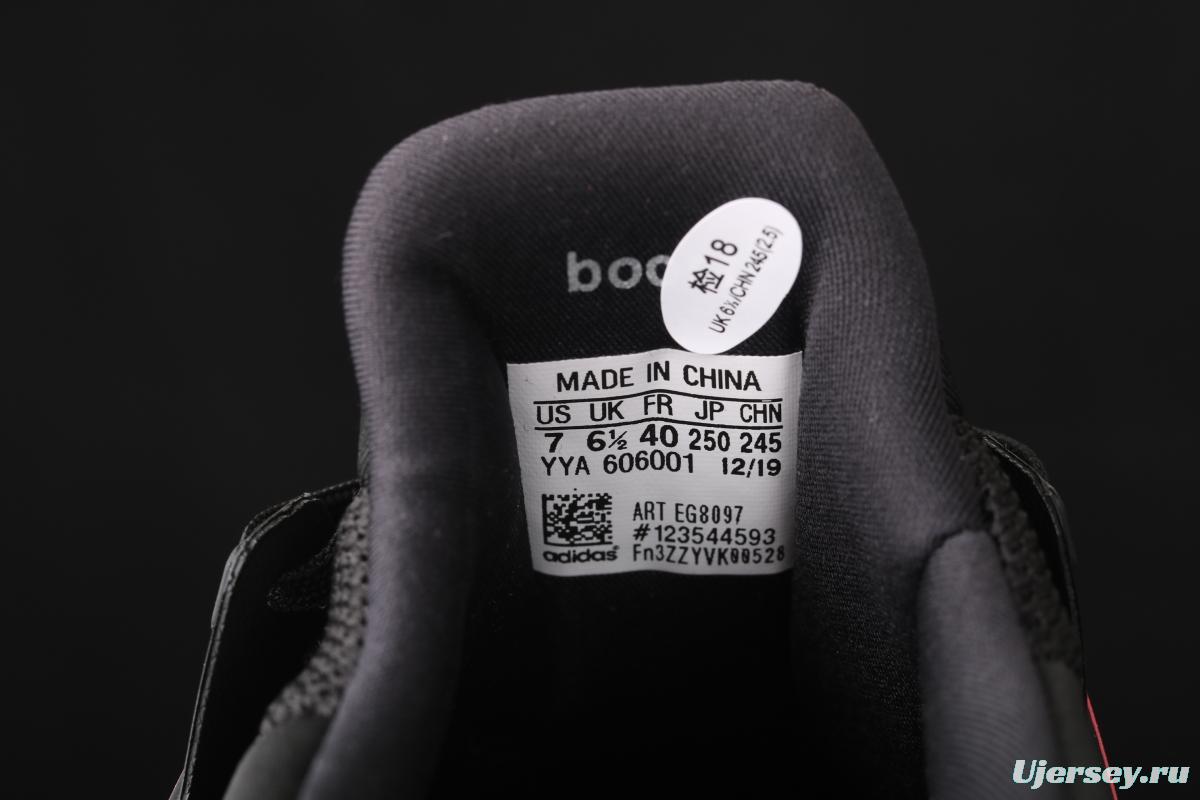 boo
检18
UK 6½/CHN 245(2.5)
MADE IN CHINA
US UK FR JP CHN
7 6½ 40 250 245
YYA 606001 12/19
ART EG8097
#123544593
adidas
Fn3ZZYVK00528
Ujersey.ru